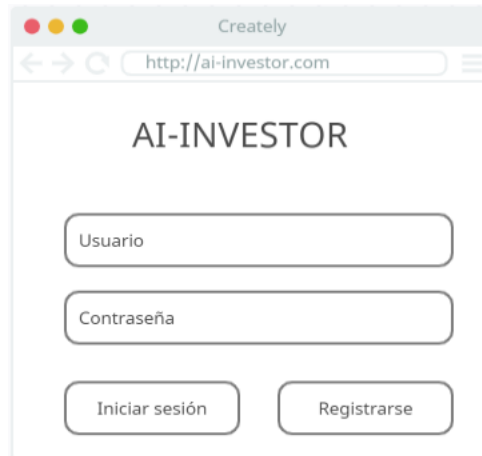 Creately
http://ai-investor.com
AI-INVESTOR
Usuario
Contraseña
Iniciar sesión
Registrarse